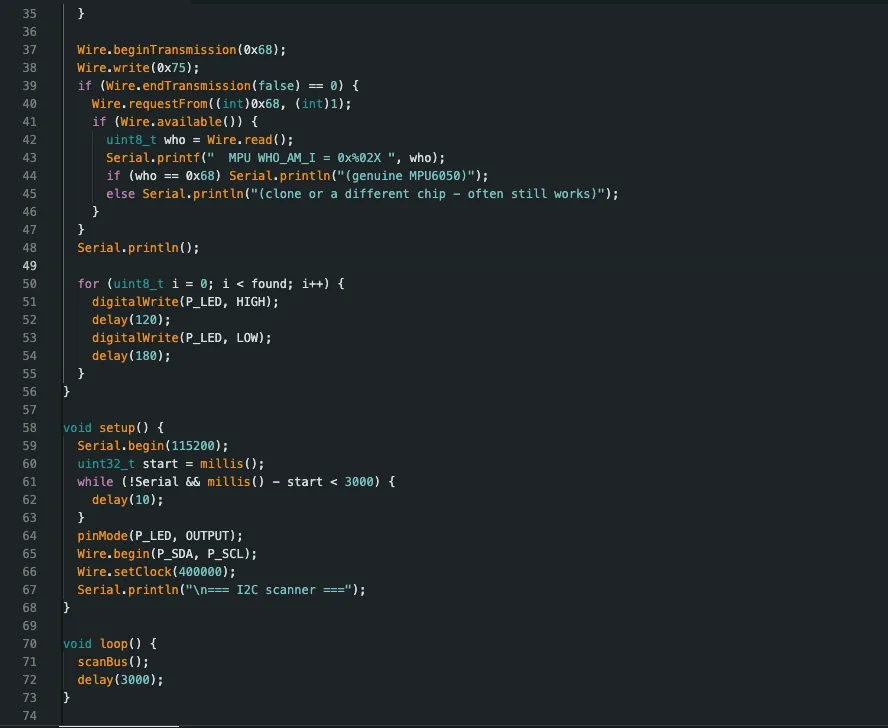 35 }
36
37 Wire.beginTransmission(0x68);
38 Wire.write(0x75);
39 if (Wire.endTransmission(false) == 0) {
40 Wire.requestFrom((int)0x68, (int)1);
41 if (Wire.available()) {
42 uint8_t who = Wire.read();
43 Serial.printf("  MPU WHO_AM_I = 0x%02X ", who);
44 if (who == 0x68) Serial.println("(genuine MPU6050)");
45 else Serial.println("(clone or a different chip - often still works)");
46 }
47 }
48 Serial.println();
49
50 for (uint8_t i = 0; i < found; i++) {
51 digitalWrite(P_LED, HIGH);
52 delay(120);
53 digitalWrite(P_LED, LOW);
54 delay(180);
55 }
56 }
57
58 void setup() {
59 Serial.begin(115200);
60 uint32_t start = millis();
61 while (!Serial && millis() - start < 3000) {
62 delay(10);
63 }
64 pinMode(P_LED, OUTPUT);
65 Wire.begin(P_SDA, P_SCL);
66 Wire.setClock(400000);
67 Serial.println("\n=== I2C scanner ===");
68 }
69
70 void loop() {
71 scanBus();
72 delay(3000);
73 }
74